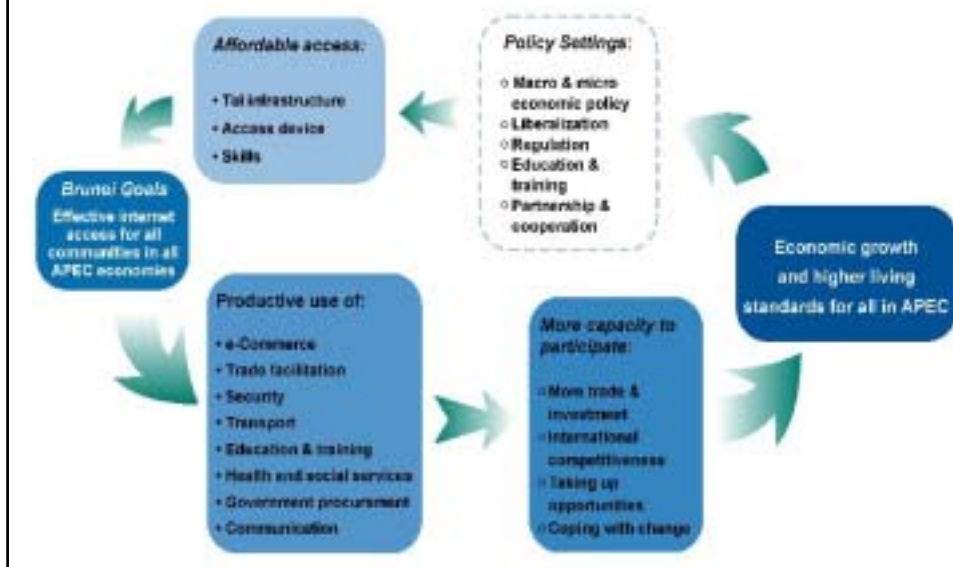 Affordable access:
• Tel infrastructure
• Access device
• Skills
Policy Settings:
○ Macro & micro
economic policy
○ Liberalization
○ Regulation
○ Education &
training
○ Partnership &
cooperation
Brunei Goals
Effective internet
access for all
communities in all
APEC economies
Economic growth
and higher living
standards for all in APEC
Productive use of:
• e-Commerce
• Trade facilitation
• Security
• Transport
• Education & training
• Health and social services
• Government procurement
• Communication
More capacity to
participate:
○ More trade &
investment
○ International
competitiveness
○ Taking up
opportunities
○ Coping with change